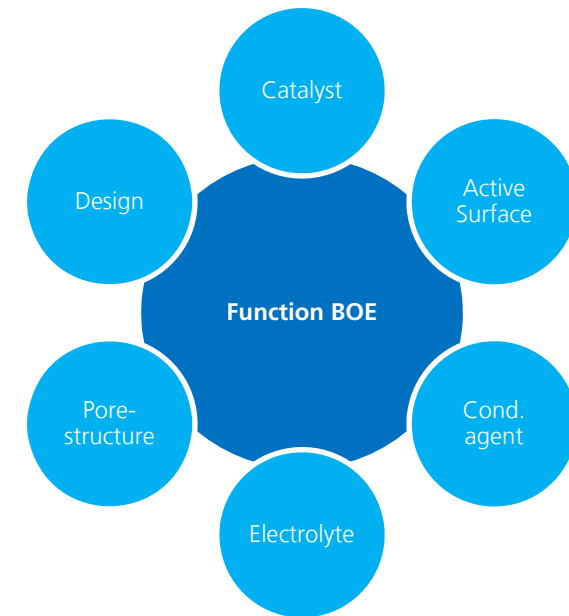 Catalyst
Design
Active
Surface
Function BOE
Pore-
structure
Cond.
agent
Electrolyte